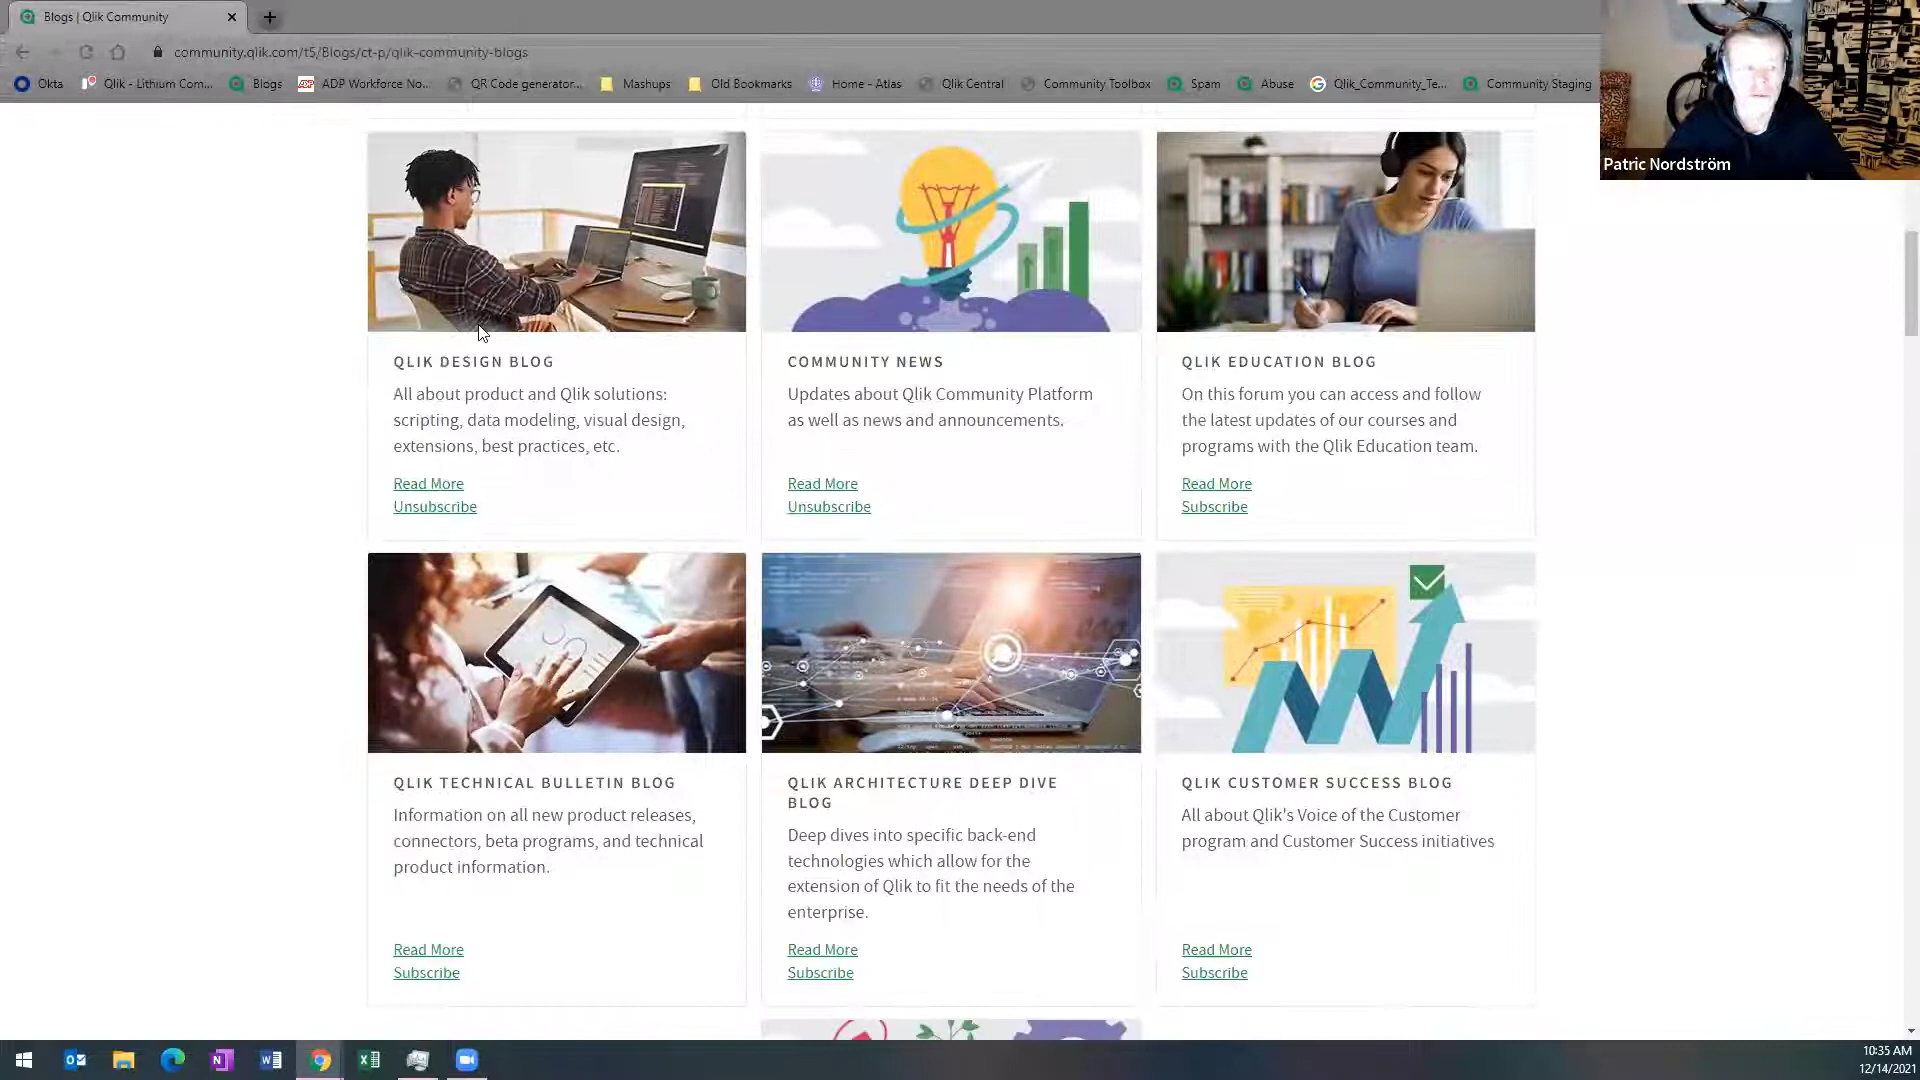 Blogs | Qlik Community
community.qlik.com/t5/Blogs/ct-p/qlik-community-blogs
Okta Qlik - Lithium Com... Blogs ADP Workforce No... QR Code generator... Mashups Old Bookmarks Home - Atlas Qlik Central Community Toolbox Spam Abuse Qlik_Community_Te... Community Staging
Patric Nordström
QLIK DESIGN BLOG
All about product and Qlik solutions:
scripting, data modeling, visual design,
extensions, best practices, etc.
Read More
Unsubscribe
COMMUNITY NEWS
Updates about Qlik Community Platform
as well as news and announcements.
Read More
Unsubscribe
QLIK EDUCATION BLOG
On this forum you can access and follow
the latest updates of our courses and
programs with the Qlik Education team.
Read More
Subscribe
QLIK TECHNICAL BULLETIN BLOG
Information on all new product releases,
connectors, beta programs, and technical
product information.
Read More
Subscribe
QLIK ARCHITECTURE DEEP DIVE
BLOG
Deep dives into specific back-end
technologies which allow for the
extension of Qlik to fit the needs of the
enterprise.
Read More
Subscribe
QLIK CUSTOMER SUCCESS BLOG
All about Qlik's Voice of the Customer
program and Customer Success initiatives
Read More
Subscribe
10:35 AM
12/14/2021